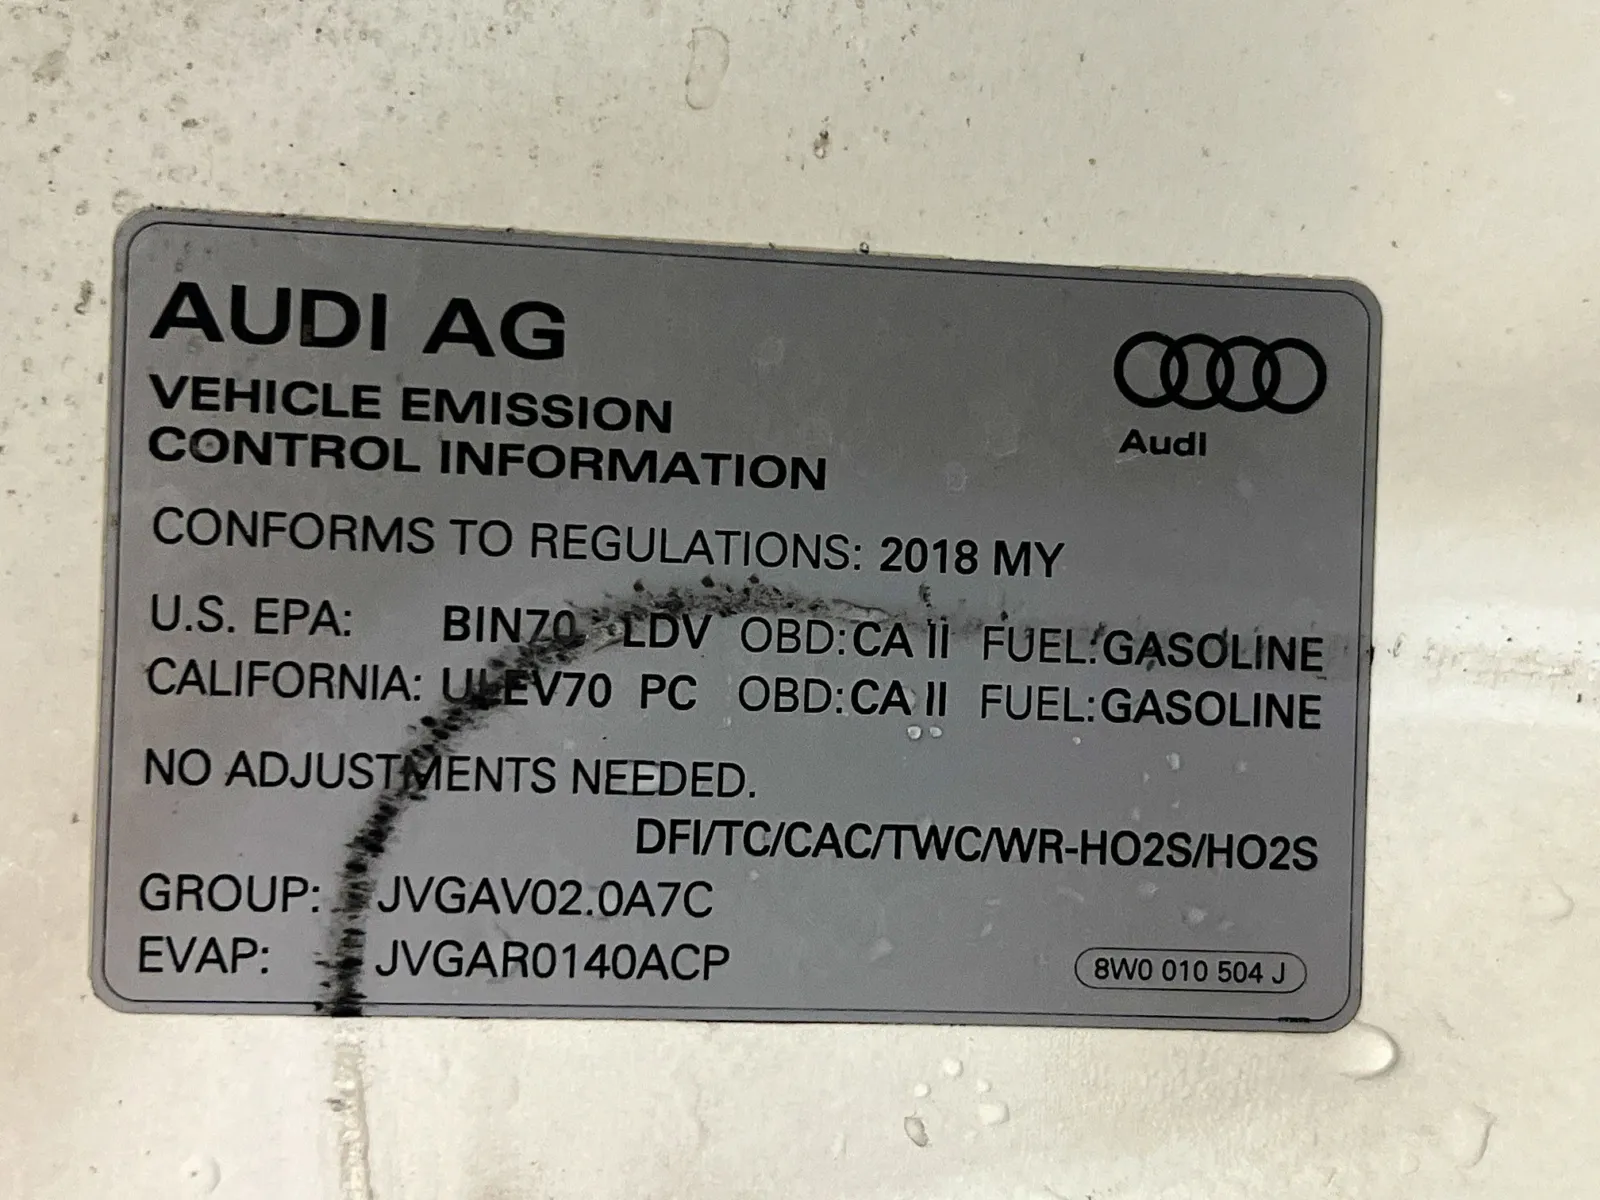 AUDI AG
Audi
VEHICLE EMISSION
CONTROL INFORMATION
CONFORMS TO REGULATIONS: 2018 MY
U.S. EPA: BIN70 LDV OBD:CA II FUEL:GASOLINE
CALIFORNIA: ULEV70 PC OBD:CA II FUEL:GASOLINE
NO ADJUSTMENTS NEEDED.
DFI/TC/CAC/TWC/WR-HO2S/HO2S
GROUP: JVGAV02.0A7C
EVAP: JVGAR0140ACP
8W0 010 504 J